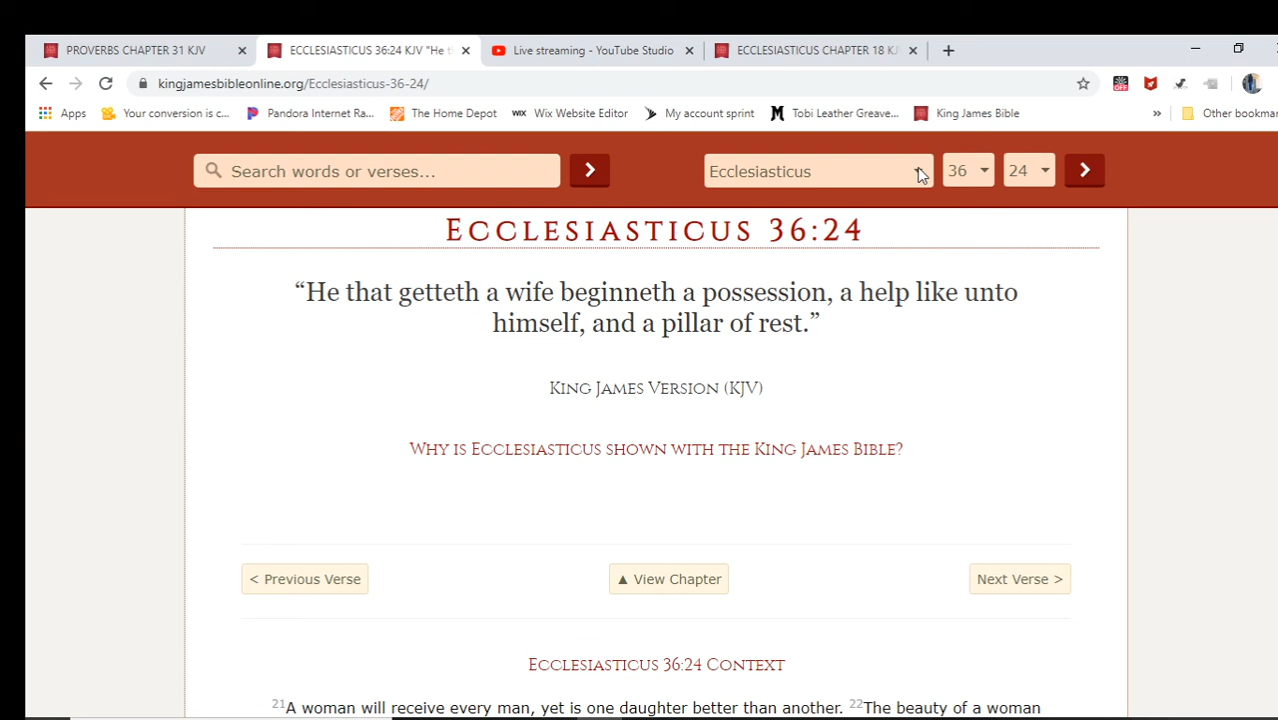 PROVERBS CHAPTER 31 KJV
ECCLESIASTICUS 36:24 KJV "He t
Live streaming - YouTube Studio
ECCLESIASTICUS CHAPTER 18 KJ
kingjamesbibleonline.org/Ecclesiasticus-36-24/
OFF
Apps
Your conversion is c...
Pandora Internet Ra...
The Home Depot
WIX Wix Website Editor
My account sprint
Tobi Leather Greave...
King James Bible
»
Other bookmar
Search words or verses...
Ecclesiasticus
36
24
Ecclesiasticus 36:24
“He that getteth a wife beginneth a possession, a help like unto
himself, and a pillar of rest.”
King James Version (KJV)
Why is Ecclesiasticus shown with the King James Bible?
< Previous Verse
▲ View Chapter
Next Verse >
Ecclesiasticus 36:24 Context
21A woman will receive every man, yet is one daughter better than another. 22The beauty of a woman